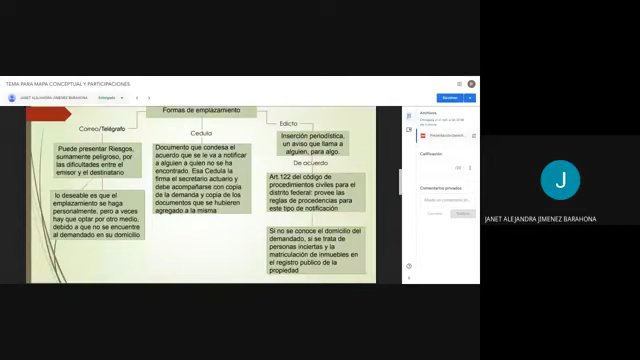 TEMA PARA MAPA CONCEPTUAL Y PARTICIPACIONES
JANET ALEJANDRA JIMENEZ BARAHONA
Entregado
Formas de emplazamiento
Correo/Telégrafo
Puede presentar Riesgos,
sumamente peligroso, por
las dificultades entre el
emisor y el destinatario
lo deseable es que el
emplazamiento se haga
personalmente, pero a veces
hay que optar por otro medio,
debido a que no se encuentre
al demandado en su domicilio
Cedula
Documento que condesa el
acuerdo que se le va a notificar
a alguien a quien no se ha
encontrado. Esa Cedula la
firma el secretario actuario y
debe acompañarse con copia
de la demanda y copia de los
documentos que se hubieren
agregado a la misma
Edicto
Inserción periodística,
un aviso que llama a
alguien, para algo.
De acuerdo
Art.122 del código de
procedimientos civiles para el
distrito federal: provee las
reglas de procedencias para
este tipo de notificación
Si no se conoce el domicilio del
demandado, si se trata de
personas inciertas y la
matriculación de inmuebles en
el registro publico de la
propiedad
Archivos
Calificación
Comentarios privados
Cancelar
Publicar
J
JANET ALEJANDRA JIMENEZ BARAHONA